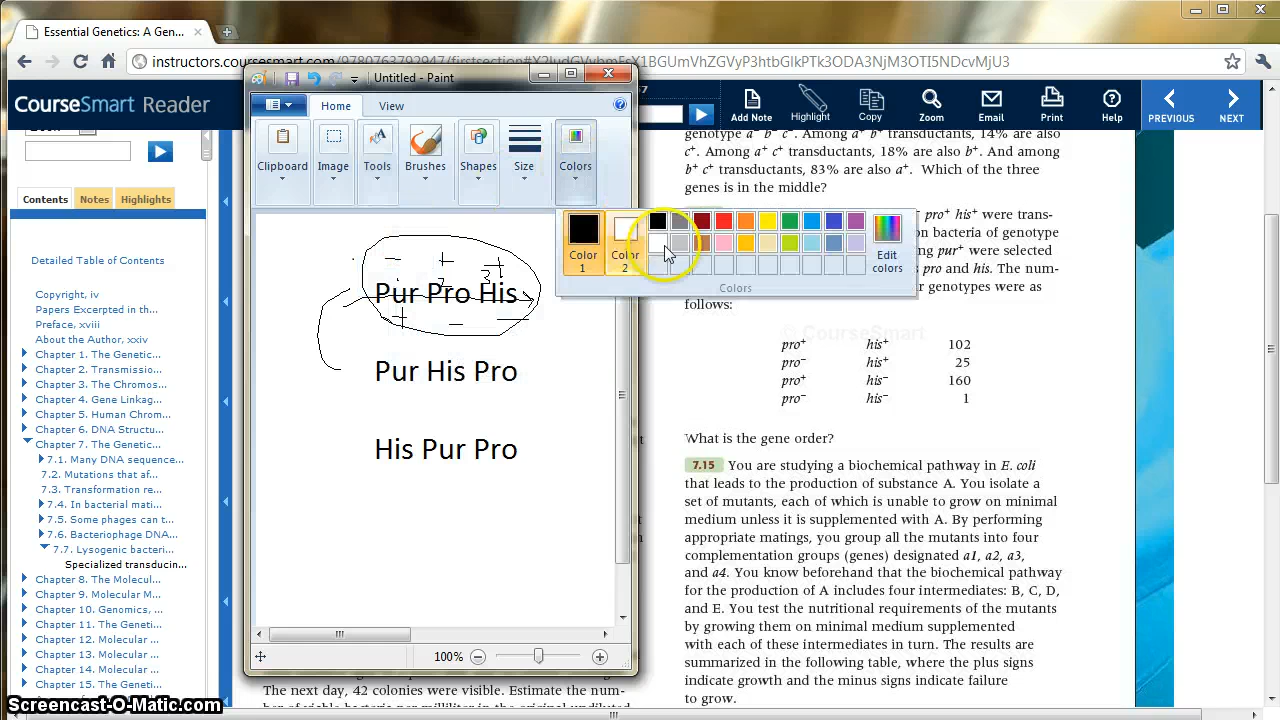 Essential Genetics: A Gen...
instructors.coursesmart.com
CourseSmart Reader
Untitled - Paint
Home
View
Clipboard
Image
Tools
Brushes
Shapes
Size
Colors
Color 1
Color 2
Edit colors
Colors
Add Note
Highlight
Copy
Zoom
Email
Print
Help
PREVIOUS
NEXT
Contents
Notes
Highlights
Detailed Table of Contents
Copyright, iv
Papers Excerpted in the...
Preface, xviii
About the Author, xxiii
Chapter 1. The Genetic...
Chapter 2. Transmissio...
Chapter 3. The Chromos...
Chapter 4. Gene Linkag...
Chapter 5. Human Chrom...
Chapter 6. DNA Structu...
Chapter 7. The Genetic...
7.1. Many DNA sequence...
7.2. Mutations that af...
7.3. Transformation re...
7.4. In bacterial mati...
7.5. Some phages can t...
7.6. Bacteriophage DNA...
7.7. Lysogenic bacteri...
Specialized transducin...
Chapter 8. The Molecul...
Chapter 9. Molecular M...
Chapter 10. Genomics, ...
Chapter 11. The Geneti...
Chapter 12. Molecular ...
Chapter 13. Molecular ...
Chapter 14. Molecular ...
Chapter 15. The Geneti...
Pur Pro His
Pur His Pro
His Pur Pro
100%
genotype a⁻ b⁻ c⁻. Among a⁺ b⁺ transductants, 14% are also
c⁺. Among a⁺ c⁺ transductants, 18% are also b⁺. And among
b⁺ c⁺ transductants, 83% are also a⁺. Which of the three
genes is in the middle?
pro⁺ his⁺ were trans-
on bacteria of genotype
ng pur⁺ were selected
pro and his. The num-
r genotypes were as
follows:
© CourseSmart
pro⁺ his⁺ 102
pro⁻ his⁺ 25
pro⁺ his⁻ 160
pro⁻ his⁻ 1
What is the gene order?
7.15 You are studying a biochemical pathway in E. coli
that leads to the production of substance A. You isolate a
set of mutants, each of which is unable to grow on minimal
medium unless it is supplemented with A. By performing
appropriate matings, you group all the mutants into four
complementation groups (genes) designated a1, a2, a3,
and a4. You know beforehand that the biochemical pathway
for the production of A includes four intermediates: B, C, D,
and E. You test the nutritional requirements of the mutants
by growing them on minimal medium supplemented
with each of these intermediates in turn. The results are
summarized in the following table, where the plus signs
indicate growth and the minus signs indicate failure
to grow.
The next day, 42 colonies were visible. Estimate the num-
Screencast-O-Matic.com